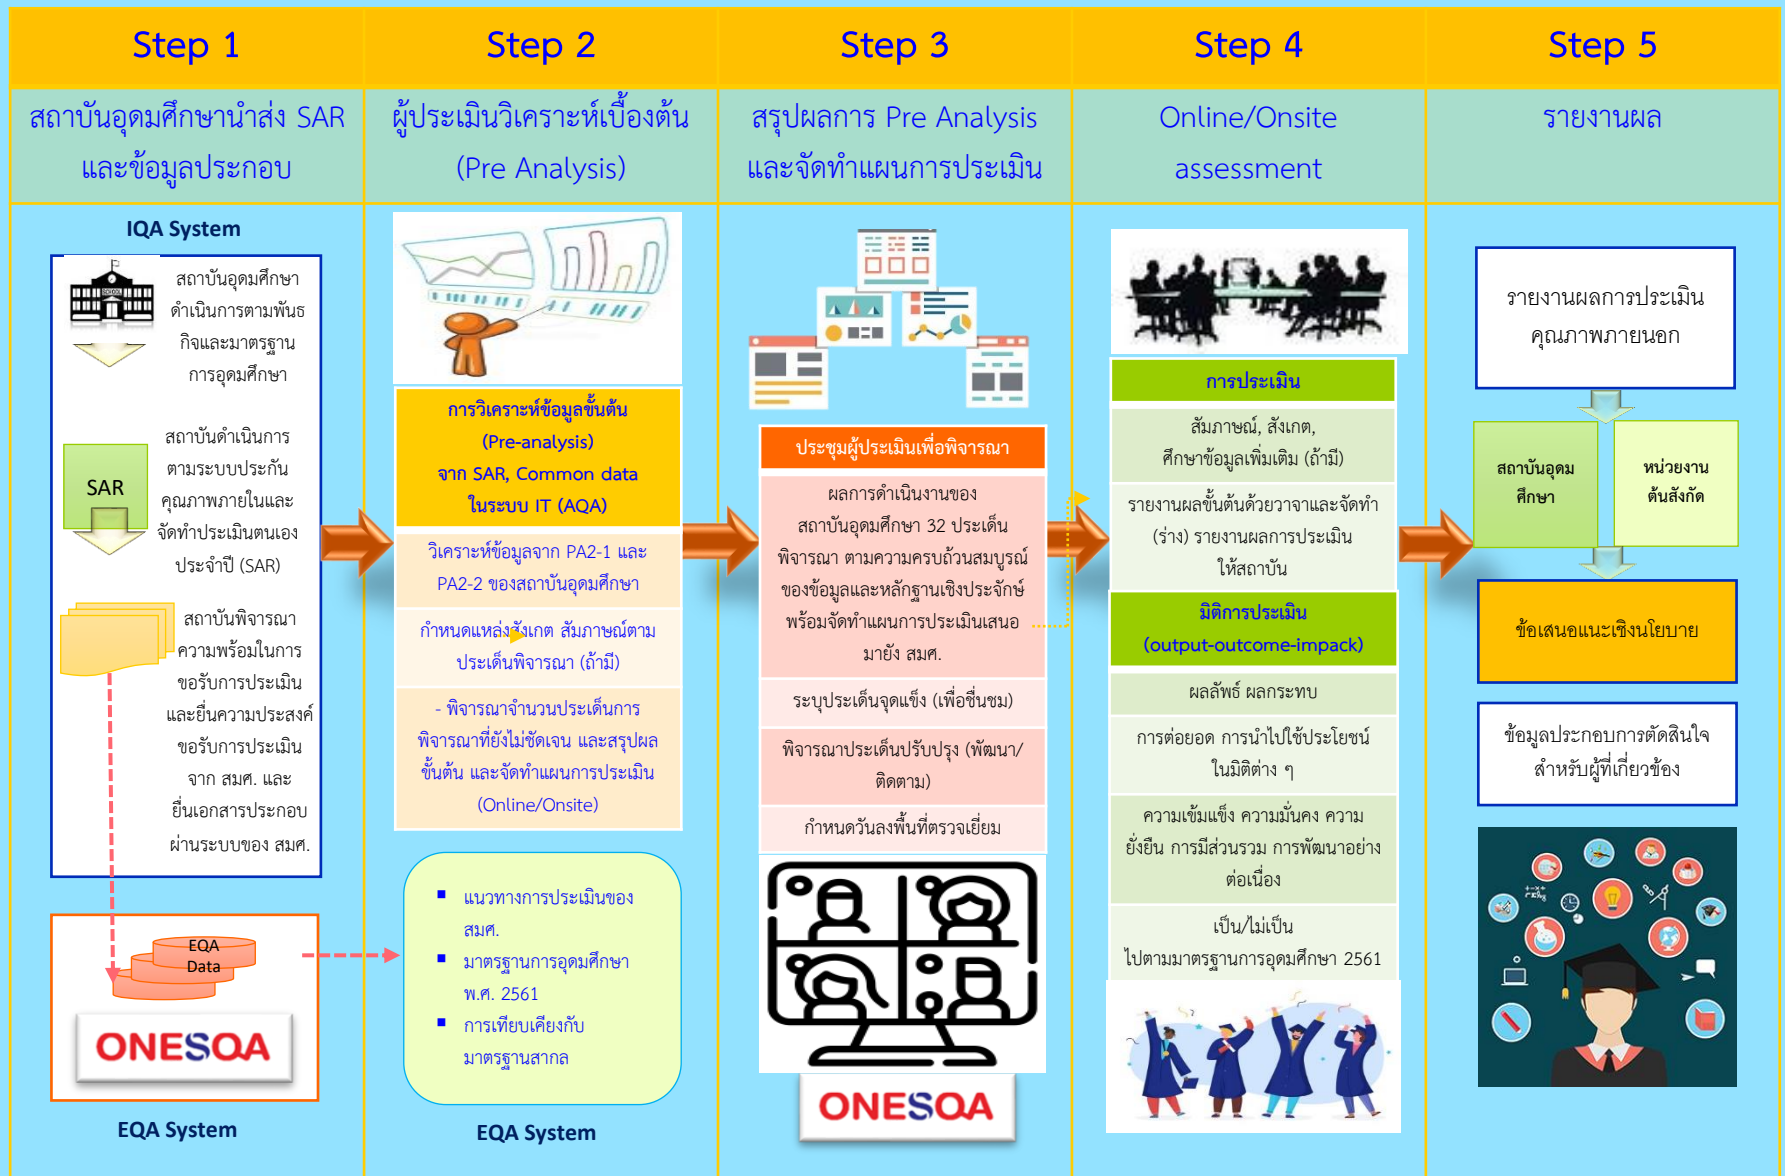 Step 1
Step 2
Step 3
Step 4
Step 5
สถาบันอุดมศึกษานำส่ง SAR
และข้อมูลประกอบ
ผู้ประเมินวิเคราะห์เบื้องต้น
(Pre Analysis)
สรุปผลการ Pre Analysis
และจัดทำแผนการประเมิน
Online/Onsite
assessment
รายงานผล
IQA System
SCHOOL
สถาบันอุดมศึกษา
ดำเนินการตามพันธ
กิจและมาตรฐาน
การอุดมศึกษา
SAR
สถาบันดำเนินการ
ตามระบบประกัน
คุณภาพภายในและ
จัดทำประเมินตนเอง
ประจำปี (SAR)
สถาบันพิจารณา
ความพร้อมในการ
ขอรับการประเมิน
และยื่นความประสงค์
ขอรับการประเมิน
จาก สมศ. และ
ยื่นเอกสารประกอบ
ผ่านระบบของ สมศ.
EQA
Data
ONESQA
EQA System
การวิเคราะห์ข้อมูลขั้นต้น
(Pre-analysis)
จาก SAR, Common data
ในระบบ IT (AQA)
วิเคราะห์ข้อมูลจาก PA2-1 และ
PA2-2 ของสถาบันอุดมศึกษา
กำหนดแหล่งสังเกต สัมภาษณ์ตาม
ประเด็นพิจารณา (ถ้ามี)
- พิจารณาจำนวนประเด็นการ
พิจารณาที่ยังไม่ชัดเจน และสรุปผล
ขั้นต้น และจัดทำแผนการประเมิน
(Online/Onsite)
▪ แนวทางการประเมินของ
สมศ.
▪ มาตรฐานการอุดมศึกษา
พ.ศ. 2561
▪ การเทียบเคียงกับ
มาตรฐานสากล
EQA System
ประชุมผู้ประเมินเพื่อพิจารณา
ผลการดำเนินงานของ
สถาบันอุดมศึกษา 32 ประเด็น
พิจารณา ตามความครบถ้วนสมบูรณ์
ของข้อมูลและหลักฐานเชิงประจักษ์
พร้อมจัดทำแผนการประเมินเสนอ
มายัง สมศ.
ระบุประเด็นจุดแข็ง (เพื่อชื่นชม)
พิจารณาประเด็นปรับปรุง (พัฒนา/
ติดตาม)
กำหนดวันลงพื้นที่ตรวจเยี่ยม
ONESQA
การประเมิน
สัมภาษณ์, สังเกต,
ศึกษาข้อมูลเพิ่มเติม (ถ้ามี)
รายงานผลขั้นต้นด้วยวาจาและจัดทำ
(ร่าง) รายงานผลการประเมิน
ให้สถาบัน
มิติการประเมิน
(output-outcome-impack)
ผลลัพธ์ ผลกระทบ
การต่อยอด การนำไปใช้ประโยชน์
ในมิติต่าง ๆ
ความเข้มแข็ง ความมั่นคง ความ
ยั่งยืน การมีส่วนรวม การพัฒนาอย่าง
ต่อเนื่อง
เป็น/ไม่เป็น
ไปตามมาตรฐานการอุดมศึกษา 2561
รายงานผลการประเมิน
คุณภาพภายนอก
สถาบันอุดม
ศึกษา
หน่วยงาน
ต้นสังกัด
ข้อเสนอแนะเชิงนโยบาย
ข้อมูลประกอบการตัดสินใจ
สำหรับผู้ที่เกี่ยวข้อง